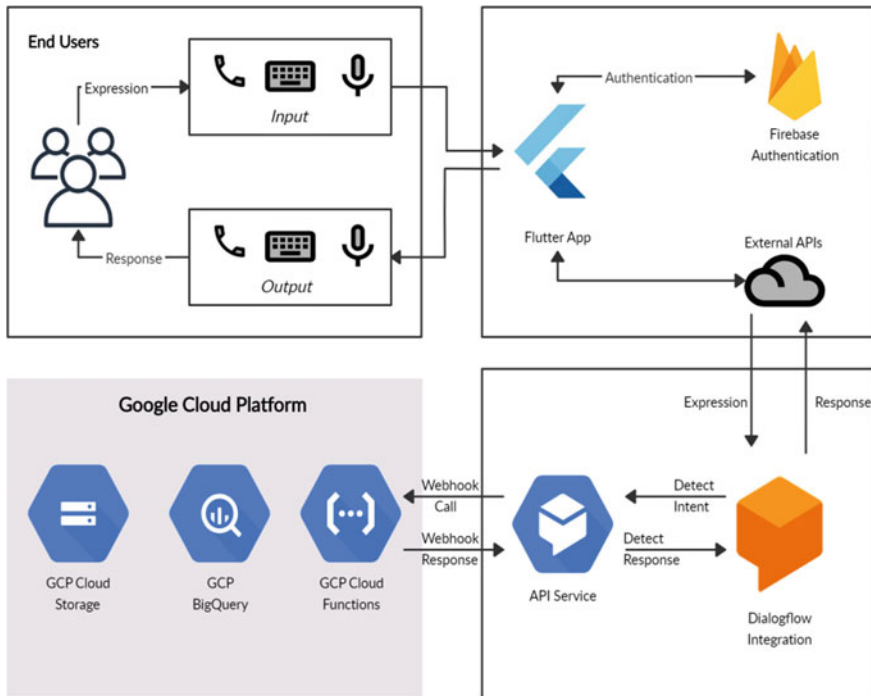 End Users
Expression
Input
Response
Output
Authentication
Firebase
Authentication
Flutter App
External APIs
Expression
Response
Google Cloud Platform
GCP Cloud
Storage
GCP
BigQuery
GCP Cloud
Functions
Webhook
Call
Webhook
Response
API Service
Detect
Intent
Detect
Response
Dialogflow
Integration